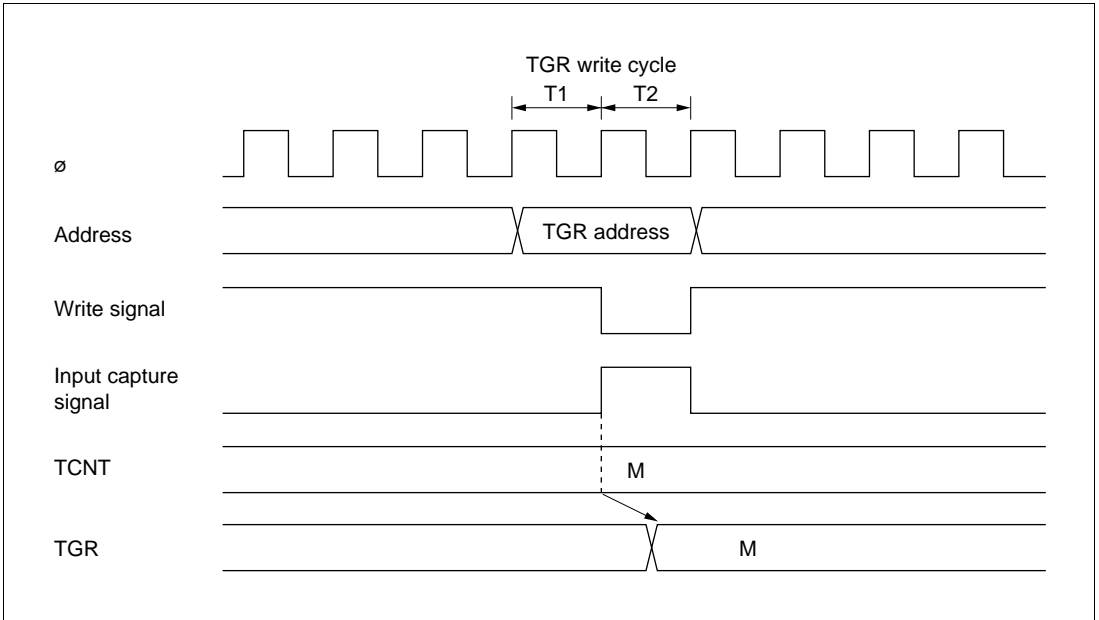 TGR write cycle
T1 T2
ø
Address TGR address
Write signal
Input capture
signal
TCNT M
TGR M